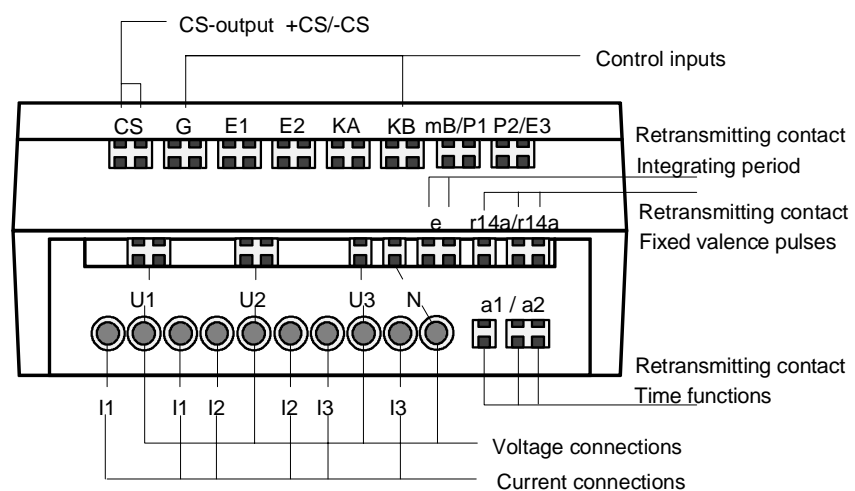 CS-output +CS/-CS
Control inputs
CS G E1 E2 KA KB mB/P1 P2/E3
Retransmitting contact
Integrating period
Retransmitting contact
e r14a/r14a
Fixed valence pulses
U1 U2 U3 N a1 / a2
Retransmitting contact
Time functions
I1 I1 I2 I2 I3 I3
Voltage connections
Current connections